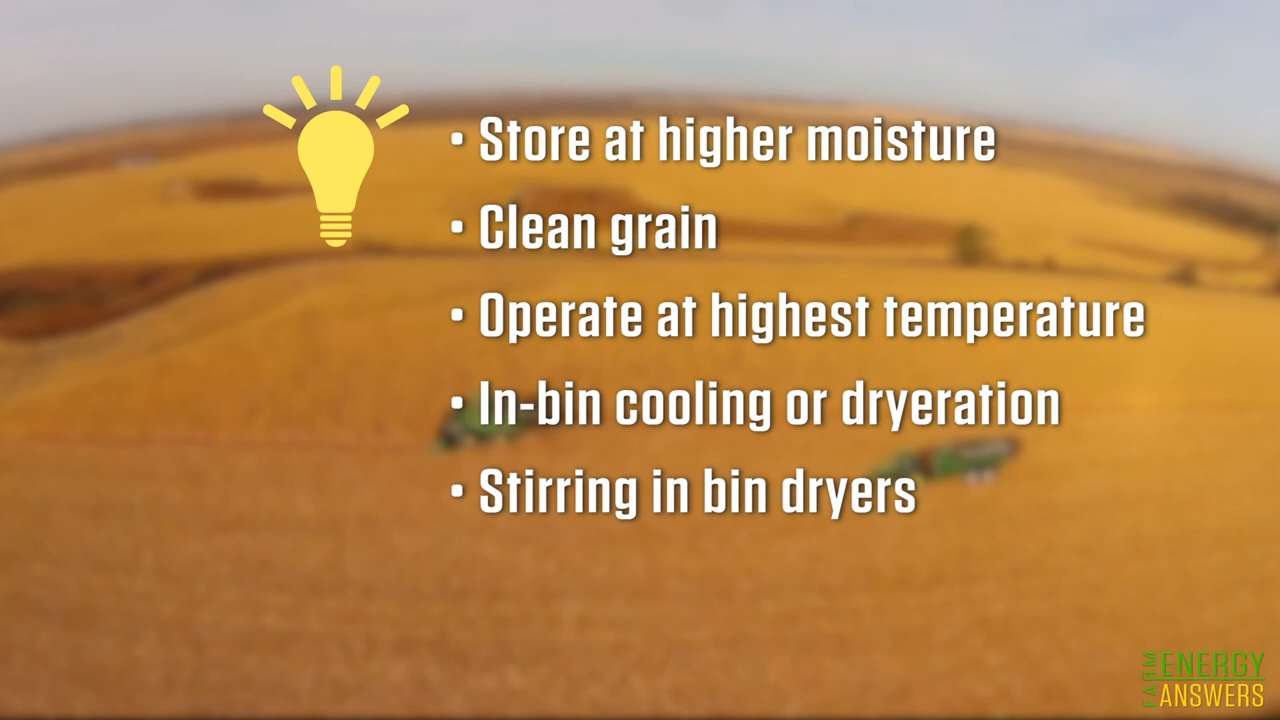 • Store at higher moisture
• Clean grain
• Operate at highest temperature
• In-bin cooling or dryeration
• Stirring in bin dryers
FARM ENERGY
ANSWERS